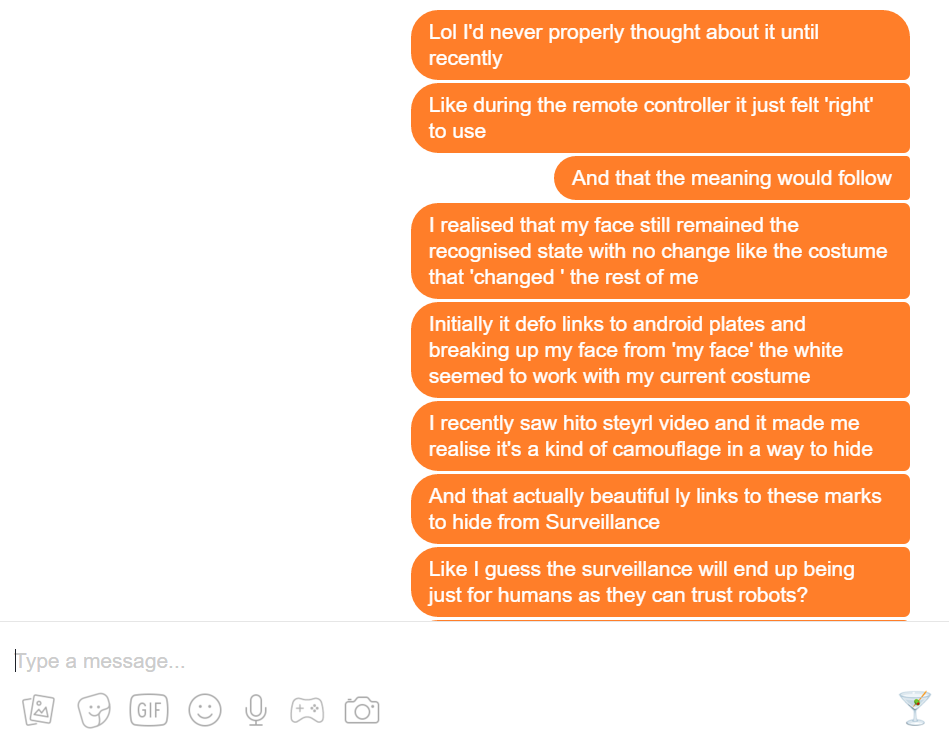 Lol I'd never properly thought about it until
recently
Like during the remote controller it just felt 'right'
to use
And that the meaning would follow
I realised that my face still remained the
recognised state with no change like the costume
that 'changed ' the rest of me
Initially it defo links to android plates and
breaking up my face from 'my face' the white
seemed to work with my current costume
I recently saw hito steyrl video and it made me
realise it's a kind of camouflage in a way to hide
And that actually beautiful ly links to these marks
to hide from Surveillance
Like I guess the surveillance will end up being
just for humans as they can trust robots?
Type a message...
GIF